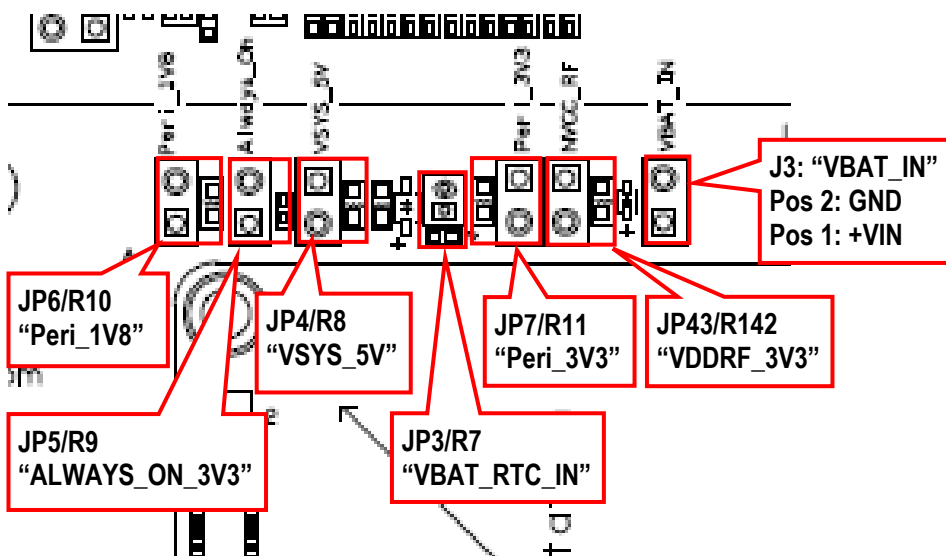 Peri_1V8
Always_On
VSYS_5V
Peri_3V3
NVCC_RF
VBAT_IN
J3: “VBAT_IN”
Pos 2: GND
Pos 1: +VIN
JP6/R10
“Peri_1V8”
JP4/R8
“VSYS_5V”
JP7/R11
“Peri_3V3”
JP43/R142
“VDDRF_3V3”
JP5/R9
“ALWAYS_ON_3V3”
JP3/R7
“VBAT_RTC_IN”